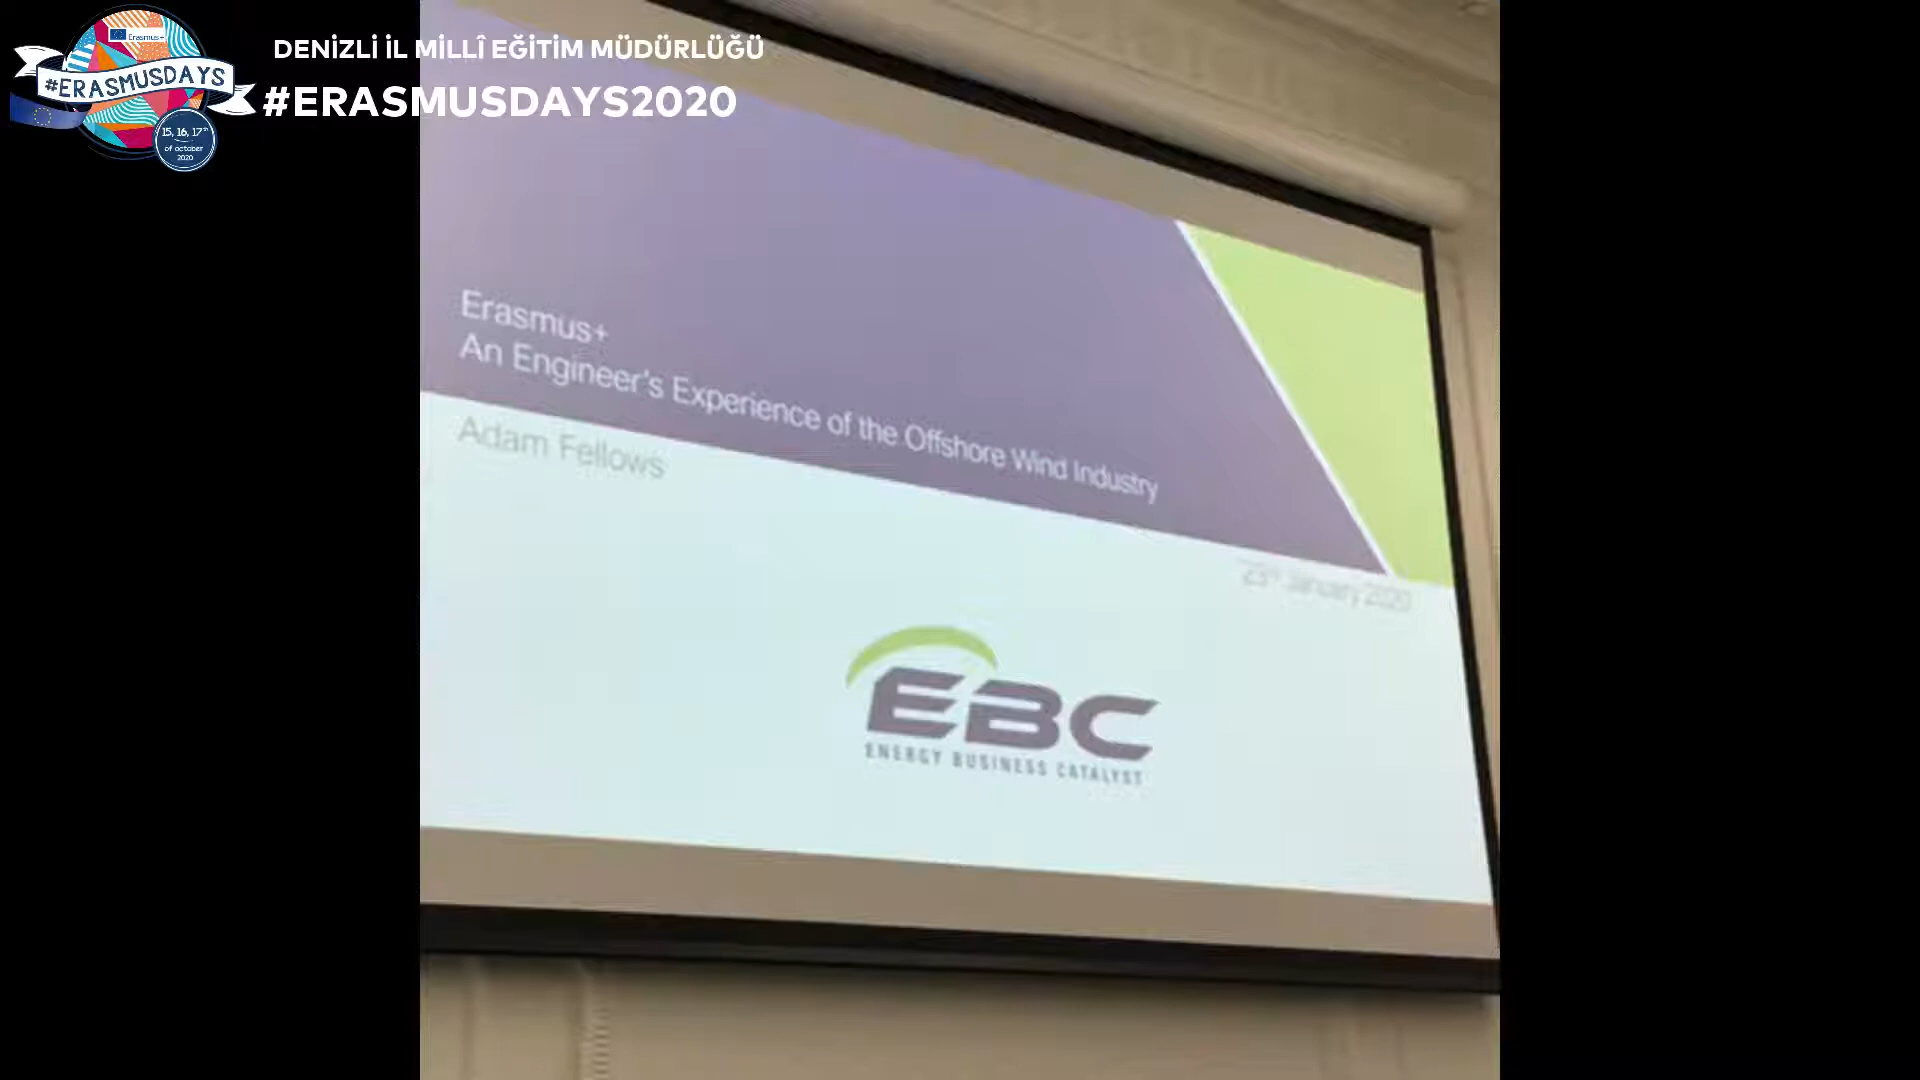 Erasmus+
#ERASMUSDAYS
15, 16, 17th
of october
2020
DENİZLİ İL MİLLÎ EĞİTİM MÜDÜRLÜĞÜ
#ERASMUSDAYS2020
Erasmus+
An Engineer's Experience of the Offshore Wind Industry
Adam Fellows
January 2020
EBC
ENERGY BUSINESS CATALYST